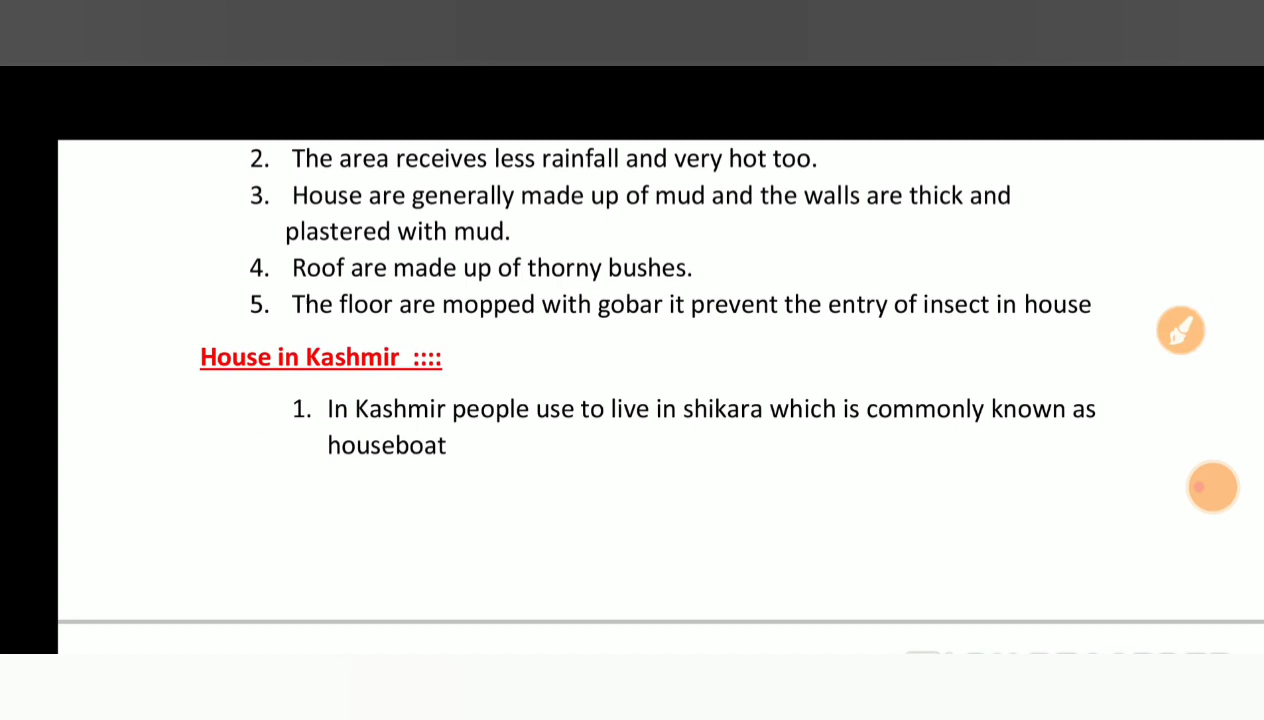 2. The area receives less rainfall and very hot too.
3. House are generally made up of mud and the walls are thick and
plastered with mud.
4. Roof are made up of thorny bushes.
5. The floor are mopped with gobar it prevent the entry of insect in house
House in Kashmir ::::
1. In Kashmir people use to live in shikara which is commonly known as
houseboat